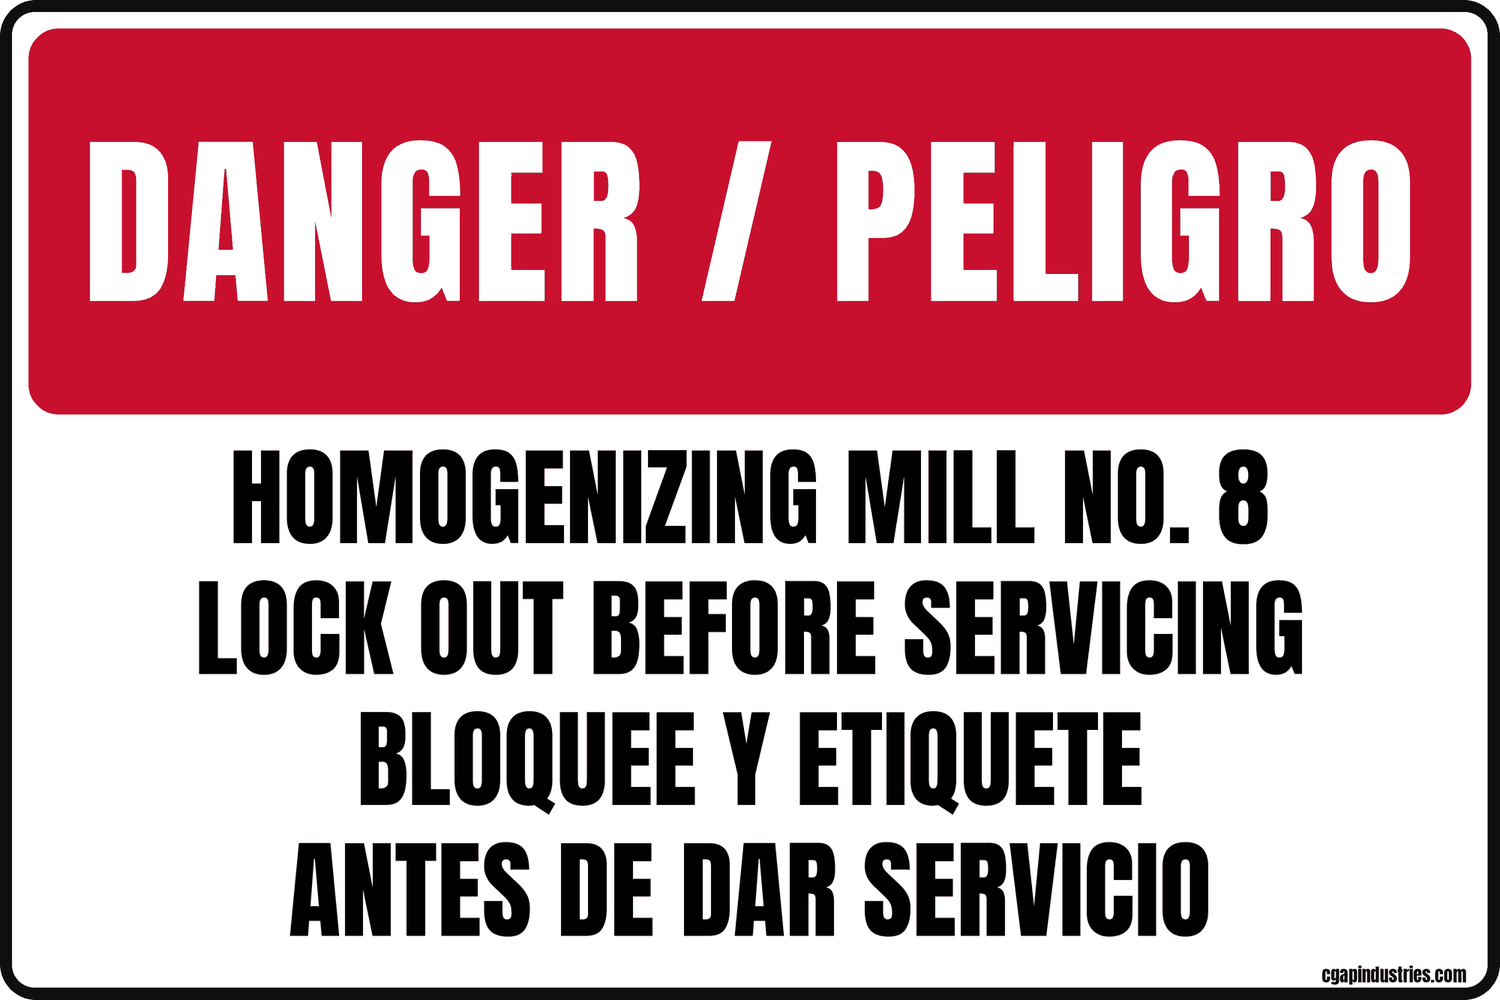 DANGER / PELIGRO
HOMOGENIZING MILL NO. 8
LOCK OUT BEFORE SERVICING
BLOQUEE Y ETIQUETE
ANTES DE DAR SERVICIO
cgapindustries.com